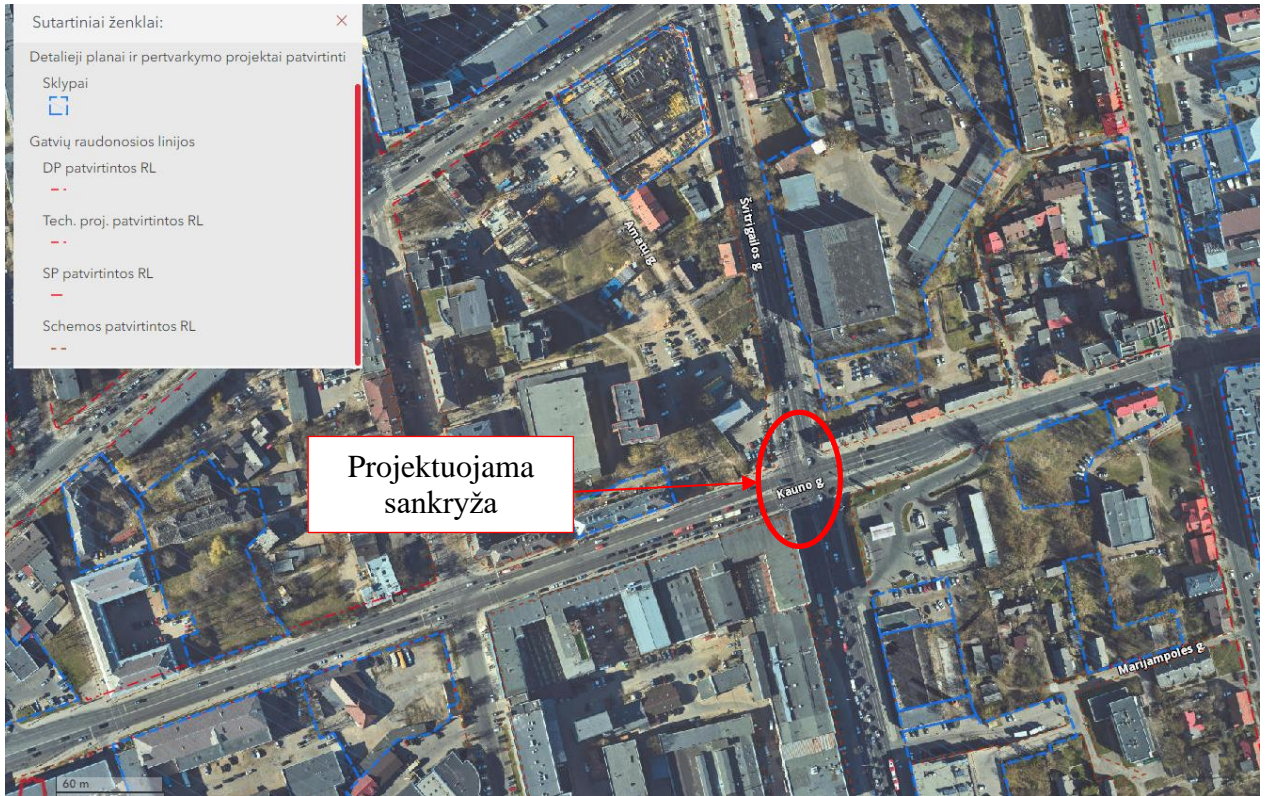 Sutartiniai ženklai:
Detalieji planai ir pertvarkymo projektai patvirtinti
Sklypai
Gatvių raudonosios linijos
DP patvirtintos RL
Tech. proj. patvirtintos RL
SP patvirtintos RL
Schemos patvirtintos RL
Amatų g.
Švitrigailos g.
Projektuojama
sankryža
Kauno g.
Marijampolės g.
60 m